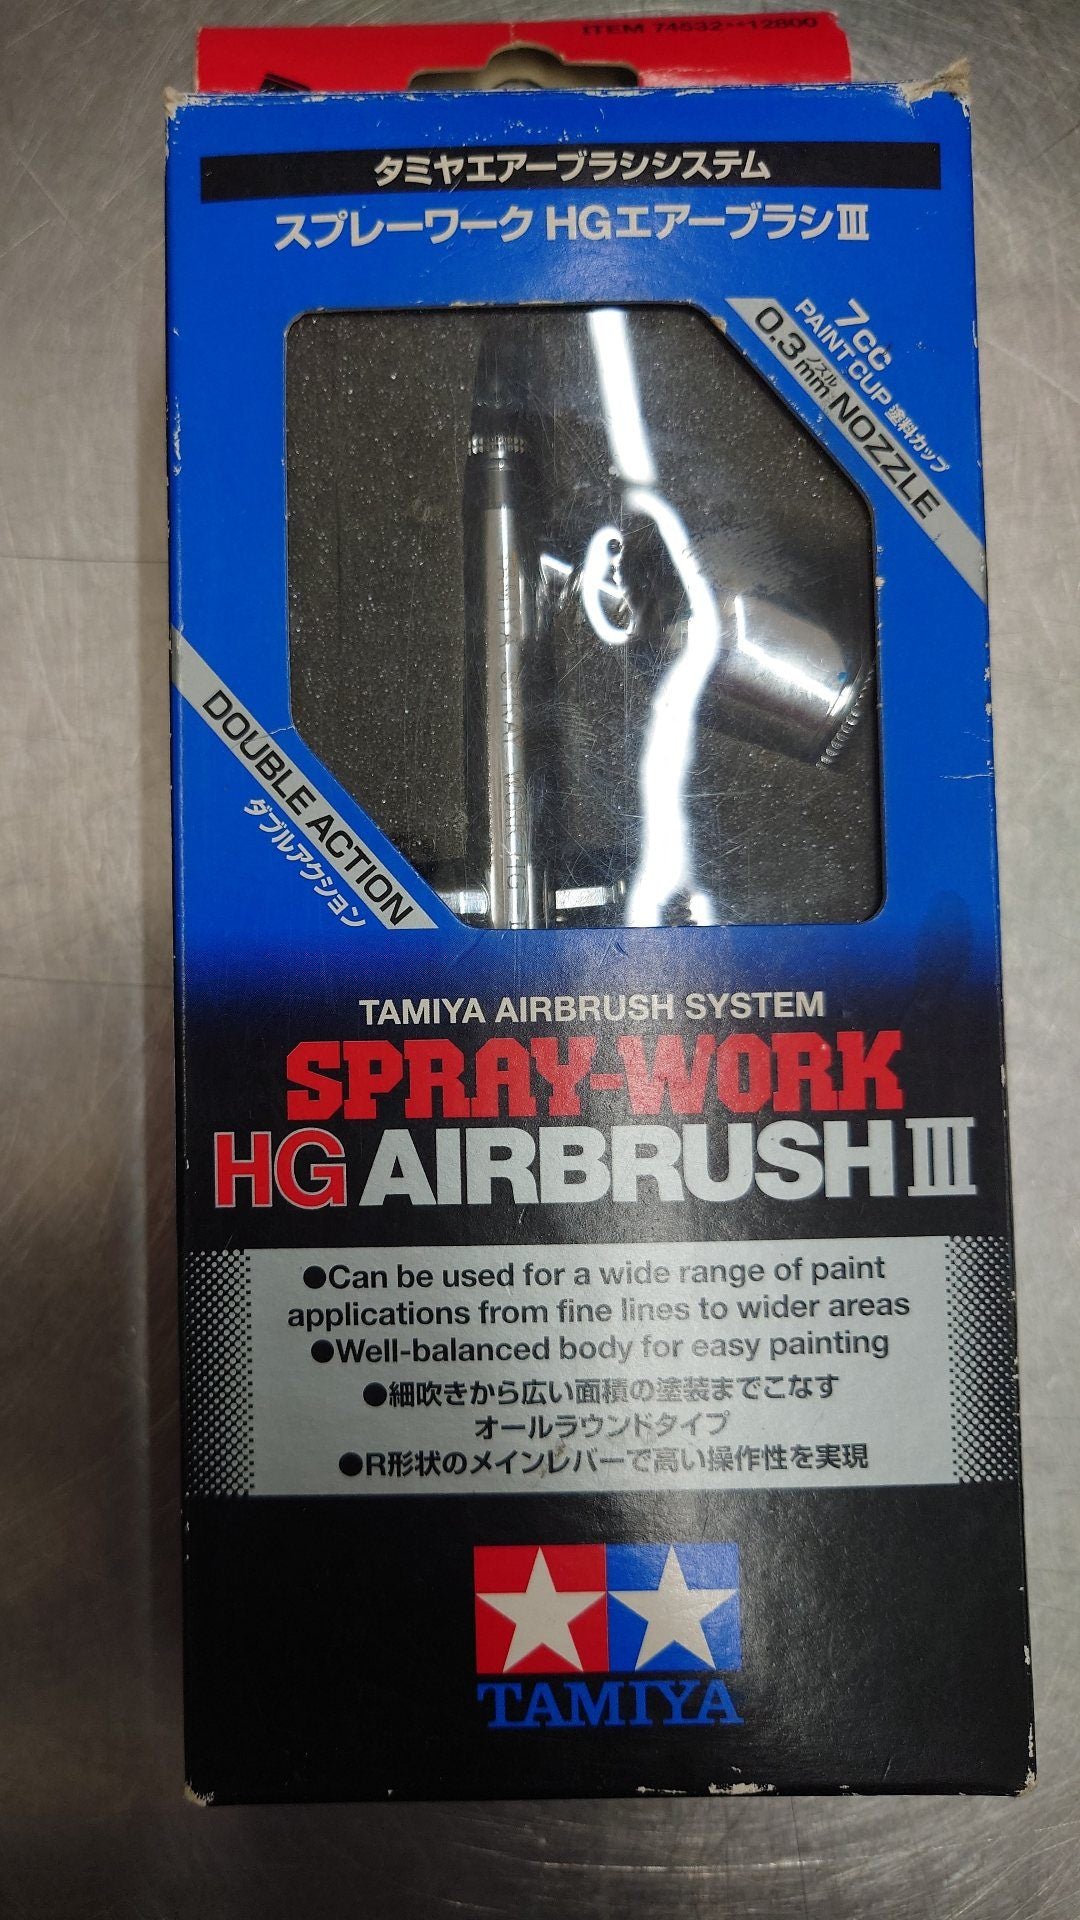 ITEM 74532**12800
タミヤエアーブラシシステム
スプレーワーク HGエアーブラシIII
7cc
PAINT CUP 塗料カップ
0.3mmノズル NOZZLE
DOUBLE ACTION
ダブルアクション
TAMIYA AIRBRUSH SYSTEM
SPRAY-WORK
HG AIRBRUSH III
●Can be used for a wide range of paint
applications from fine lines to wider areas
●Well-balanced body for easy painting
●細吹きから広い面積の塗装までこなす
オールラウンドタイプ
●R形状のメインレバーで高い操作性を実現
TAMIYA